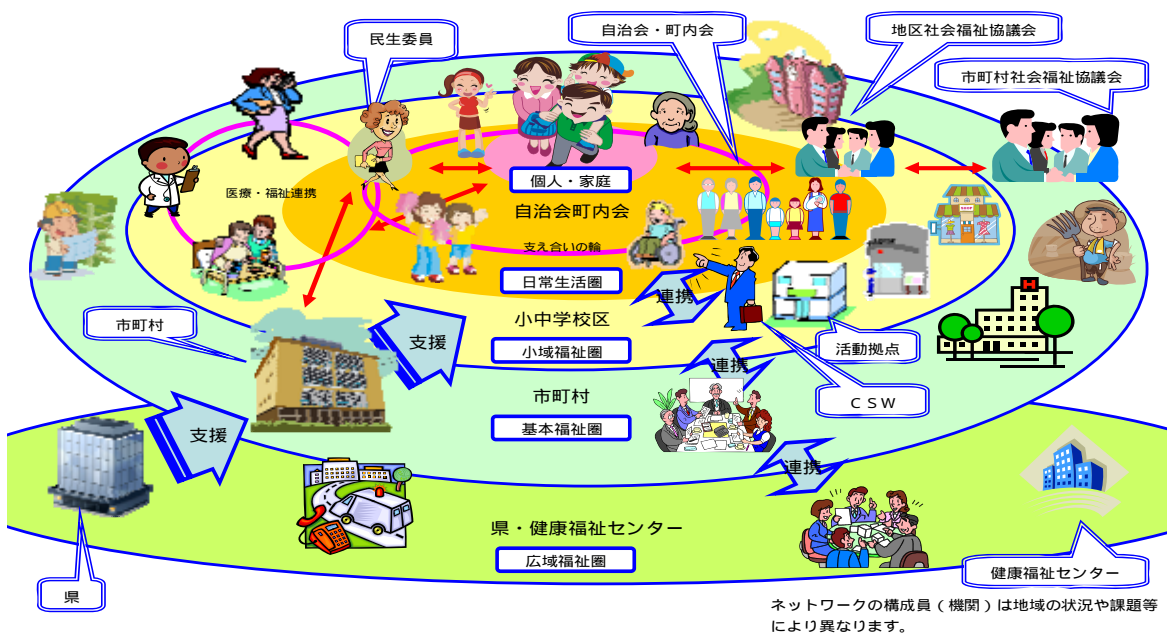 民生委員
自治会・町内会
地区社会福祉協議会
市町村社会福祉協議会
個人・家庭
医療・福祉連携
自治会町内会
支え合いの輪
日常生活圏
連携
市町村
小中学校区
支援
小域福祉圏
活動拠点
連携
市町村
ＣＳＷ
基本福祉圏
支援
連携
県・健康福祉センター
広域福祉圏
健康福祉センター
県
ネットワークの構成員（機関）は地域の状況や課題等
により異なります。